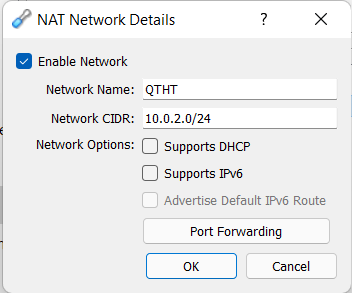 NAT Network Details
?
Enable Network
Network Name:
QTHT
Network CIDR:
10.0.2.0/24
Network Options:
Supports DHCP
Supports IPv6
Advertise Default IPv6 Route
Port Forwarding
OK
Cancel